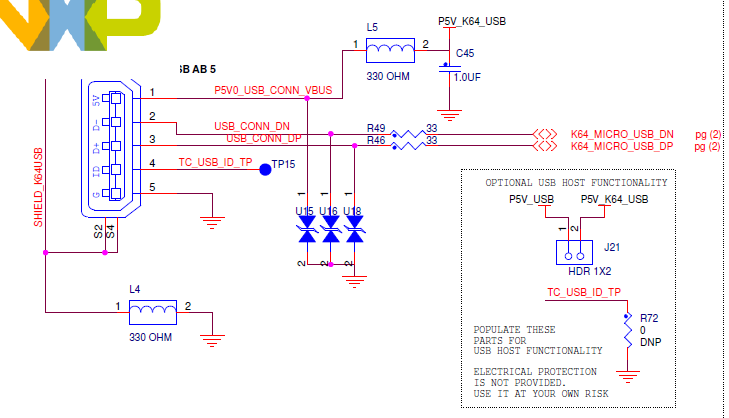 NXP
L5
1
2
330 OHM
P5V_K64_USB
C45
1.0UF
SB AB 5
5V
D-
D+
ID
G
1
2
3
4
5
P5V0_USB_CONN_VBUS
USB_CONN_DN
USB_CONN_DP
TC_USB_ID_TP
TP15
R49
33
R46
33
K64_MICRO_USB_DN pg (2)
K64_MICRO_USB_DP pg (2)
SHIELD_K64USB
S2
S4
1
1
1
U15
U16
U18
2
2
2
L4
1
2
330 OHM
OPTIONAL USB HOST FUNCTIONALITY
P5V_USB
P5V_K64_USB
1
2
J21
HDR 1X2
TC_USB_ID_TP
R72
0
DNP
POPULATE THESE
PARTS FOR
USB HOST FUNCTIONALITY
ELECTRICAL PROTECTION
IS NOT PROVIDED.
USE IT AT YOUR OWN RISK